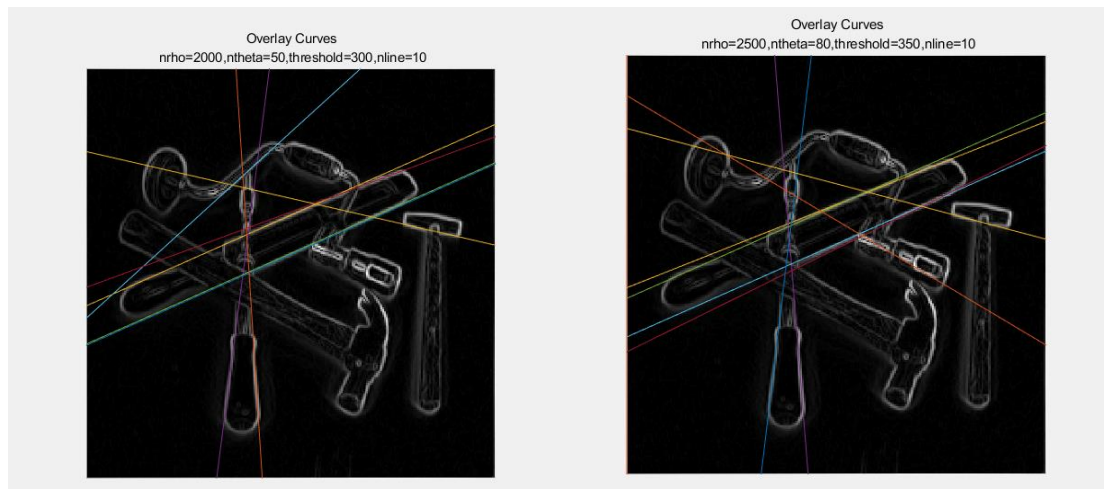 Overlay Curves
nrho=2000,ntheta=50,threshold=300,nline=10
Overlay Curves
nrho=2500,ntheta=80,threshold=350,nline=10